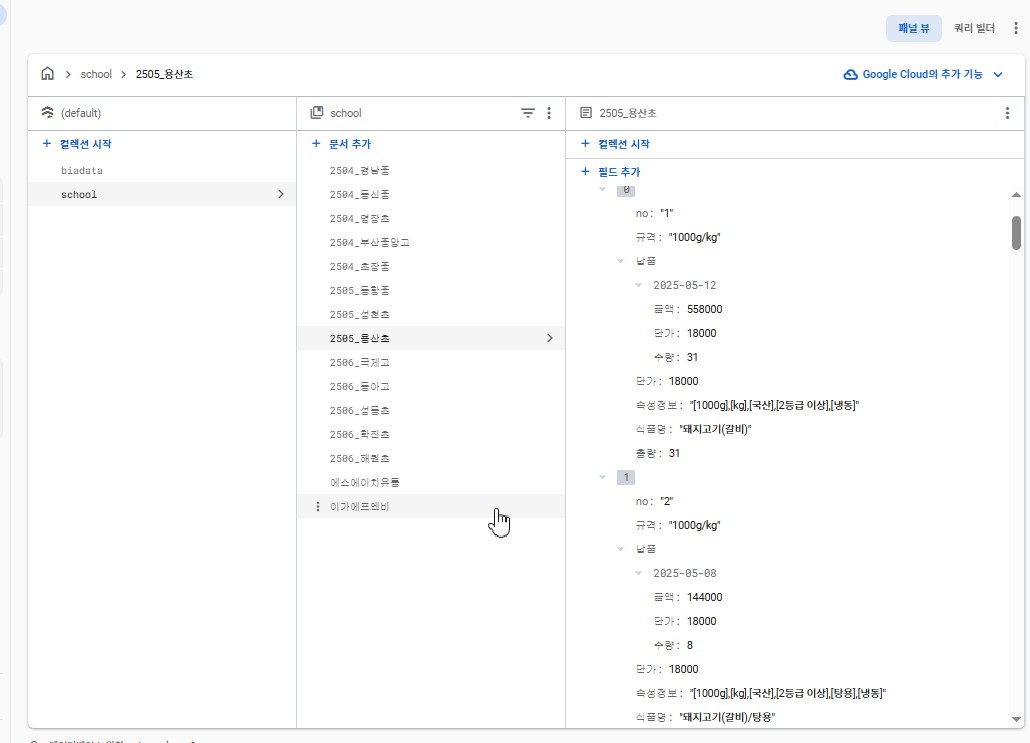 패널 뷰 쿼리 빌더
school 2505_용산초
Google Cloud의 추가 기능
(default)
컬렉션 시작
biadata
school
school
문서 추가
2504_경남중
2504_동신중
2504_명장초
2504_부산중앙고
2504_초장중
2505_동항중
2505_성천초
2505_용산초
2506_국제고
2506_동아고
2506_성동초
2506_학진초
2506_해원초
에스에이치유통
이가에프엔비
2505_용산초
컬렉션 시작
필드 추가
0
no: "1"
규격: "1000g/kg"
납품
2025-05-12
금액: 558000
단가: 18000
수량: 31
단가: 18000
속성정보: "[1000g],[kg],[국산],[2등급 이상],[냉동]"
식품명: "돼지고기(갈비)"
총량: 31
1
no: "2"
규격: "1000g/kg"
납품
2025-05-08
금액: 144000
단가: 18000
수량: 8
단가: 18000
속성정보: "[1000g],[kg],[국산],[2등급 이상],[탕용],[냉동]"
식품명: "돼지고기(갈비)/탕용"